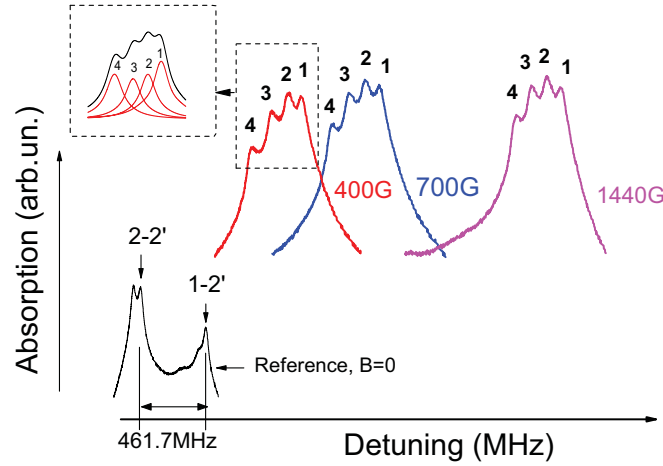 1
2
3
4
4
3
2
1
400G
4
3
2
1
700G
4
3
2
1
1440G
Absorption (arb.un.)
2-2'
1-2'
Reference, B=0
461.7MHz
Detuning (MHz)